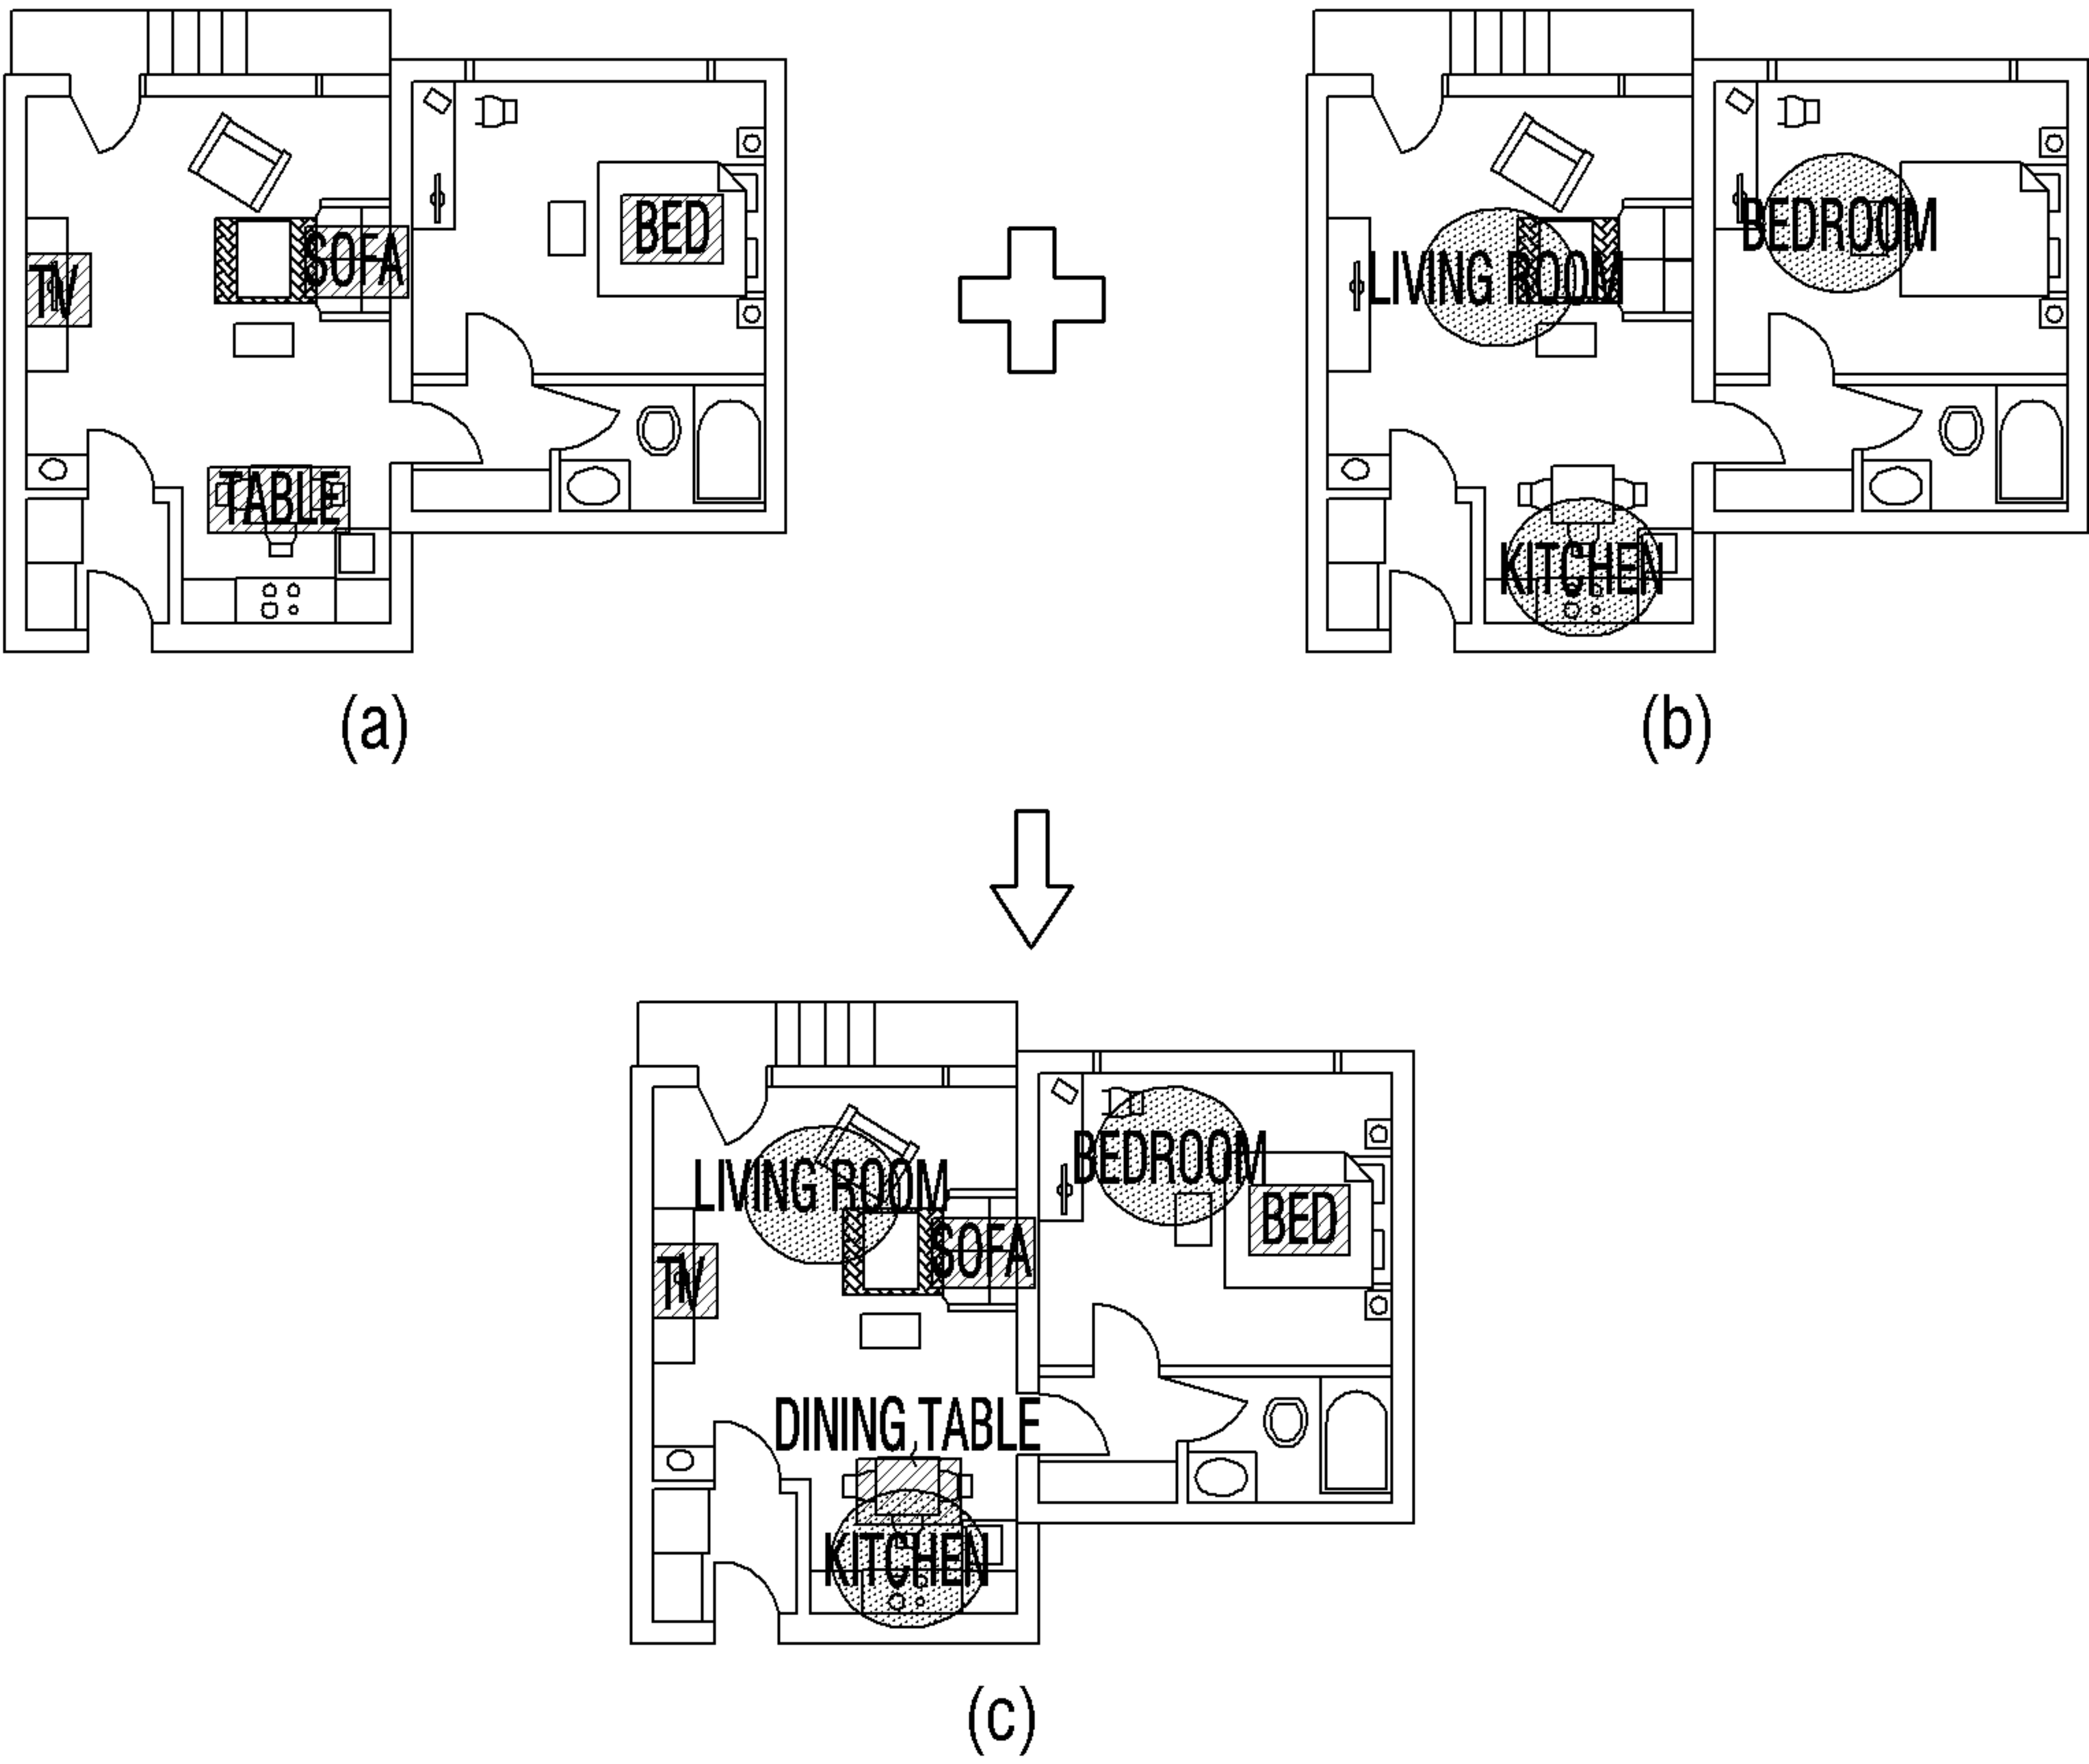 BED
SOFA
TV
TABLE
(a)
BEDROOM
LIVING ROOM
KITCHEN
(b)
BEDROOM
LIVING ROOM
BED
SOFA
TV
DINING TABLE
KITCHEN
(c)